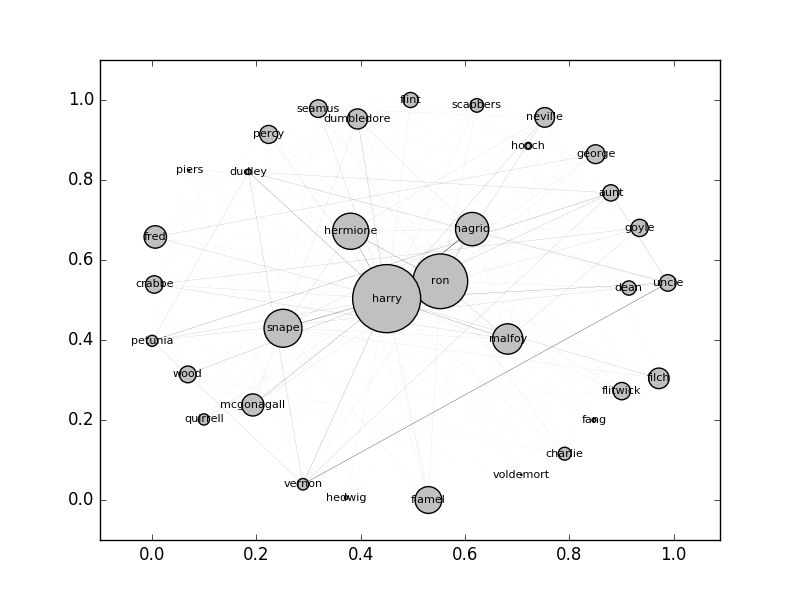 1.0
0.8
0.6
0.4
0.2
0.0
flint
scabbers
seamus
dumbledore
neville
percy
hooch
george
piers
dudley
aunt
hermione
hagrid
goyle
fred
crabbe
ron
uncle
dean
harry
snape
petunia
malfoy
wood
filch
mcgonagall
flitwick
quirrell
fang
charlie
voldemort
vernon
hedwig
flamel
0.0 0.2 0.4 0.6 0.8 1.0